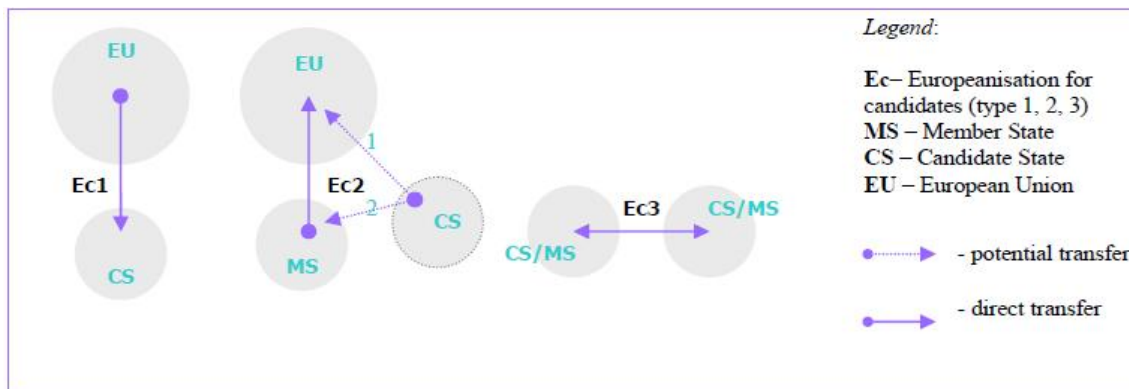 EU
Ec1
CS
EU
1
Ec2
2
CS
MS
Ec3
CS/MS
CS/MS
Legend:
Ec– Europeanisation for
candidates (type 1, 2, 3)
MS – Member State
CS – Candidate State
EU – European Union
- potential transfer
- direct transfer